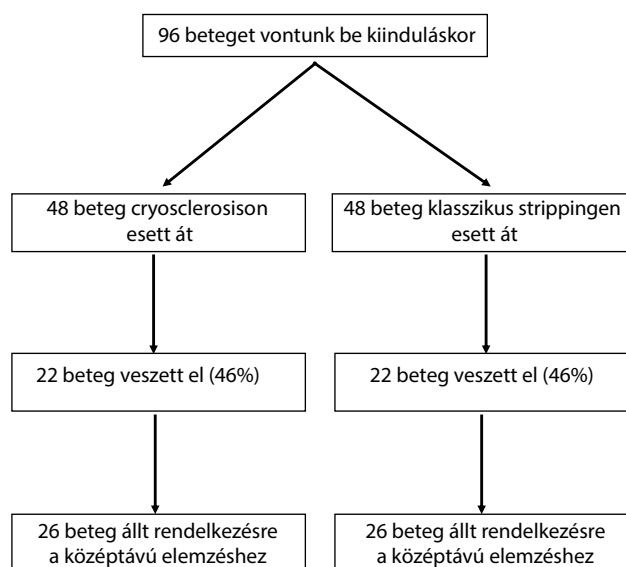 96 beteget vontunk be kiinduláskor
48 beteg cryosclerosison
esett át
48 beteg klasszikus strippingen
esett át
22 beteg veszett el (46%)
22 beteg veszett el (46%)
26 beteg állt rendelkezésre
a középtávú elemzéshez
26 beteg állt rendelkezésre
a középtávú elemzéshez